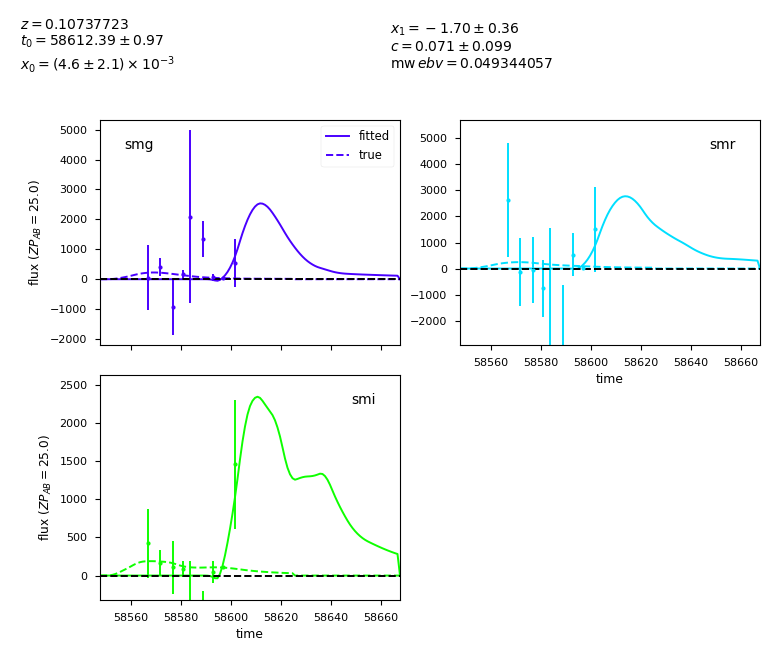 z = 0.10737723
t₀ = 58612.39 ± 0.97
x₀ = (4.6 ± 2.1) × 10⁻³
x₁ = −1.70 ± 0.36
c = 0.071 ± 0.099
mw ebv = 0.049344057
smg
fitted
true
5000
4000
3000
2000
1000
0
−1000
−2000
flux (ZP_AB = 25.0)
smr
5000
4000
3000
2000
1000
0
−1000
−2000
58560 58580 58600 58620 58640 58660
time
smi
2500
2000
1500
1000
500
0
flux (ZP_AB = 25.0)
58560 58580 58600 58620 58640 58660
time